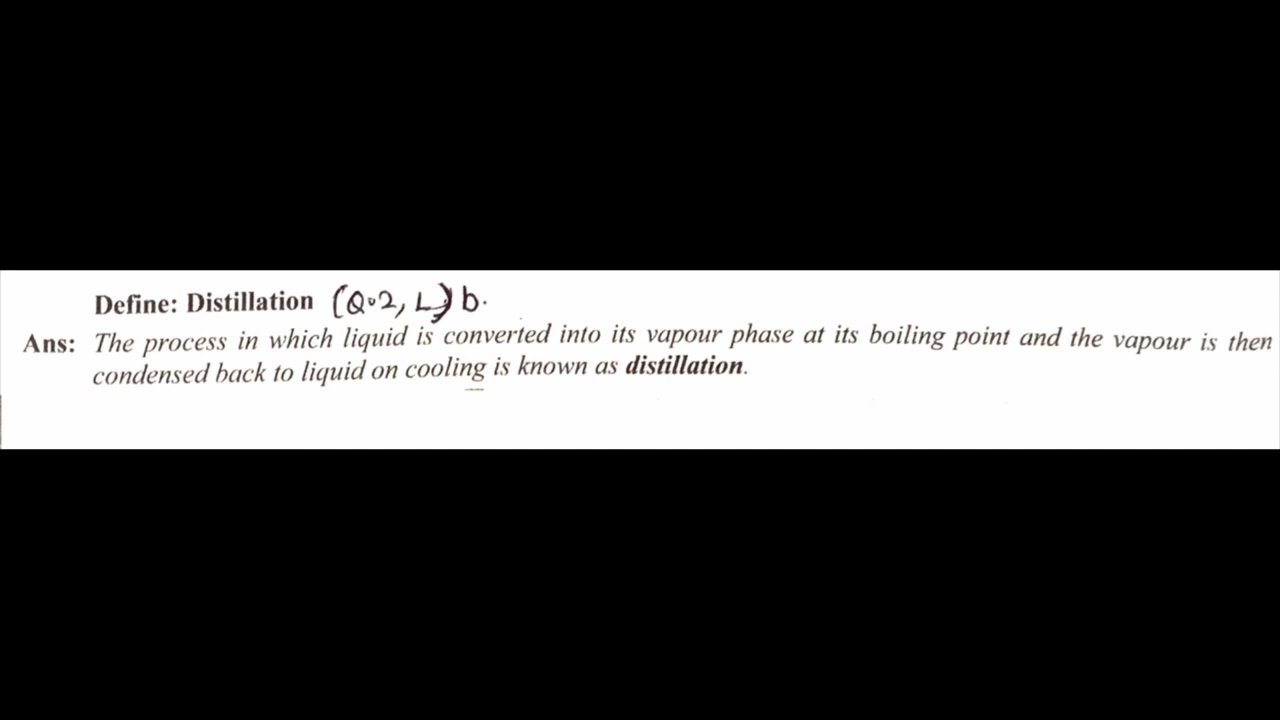 Define: Distillation (Q.2, L) b.
Ans: The process in which liquid is converted into its vapour phase at its boiling point and the vapour is then
condensed back to liquid on cooling is known as distillation.